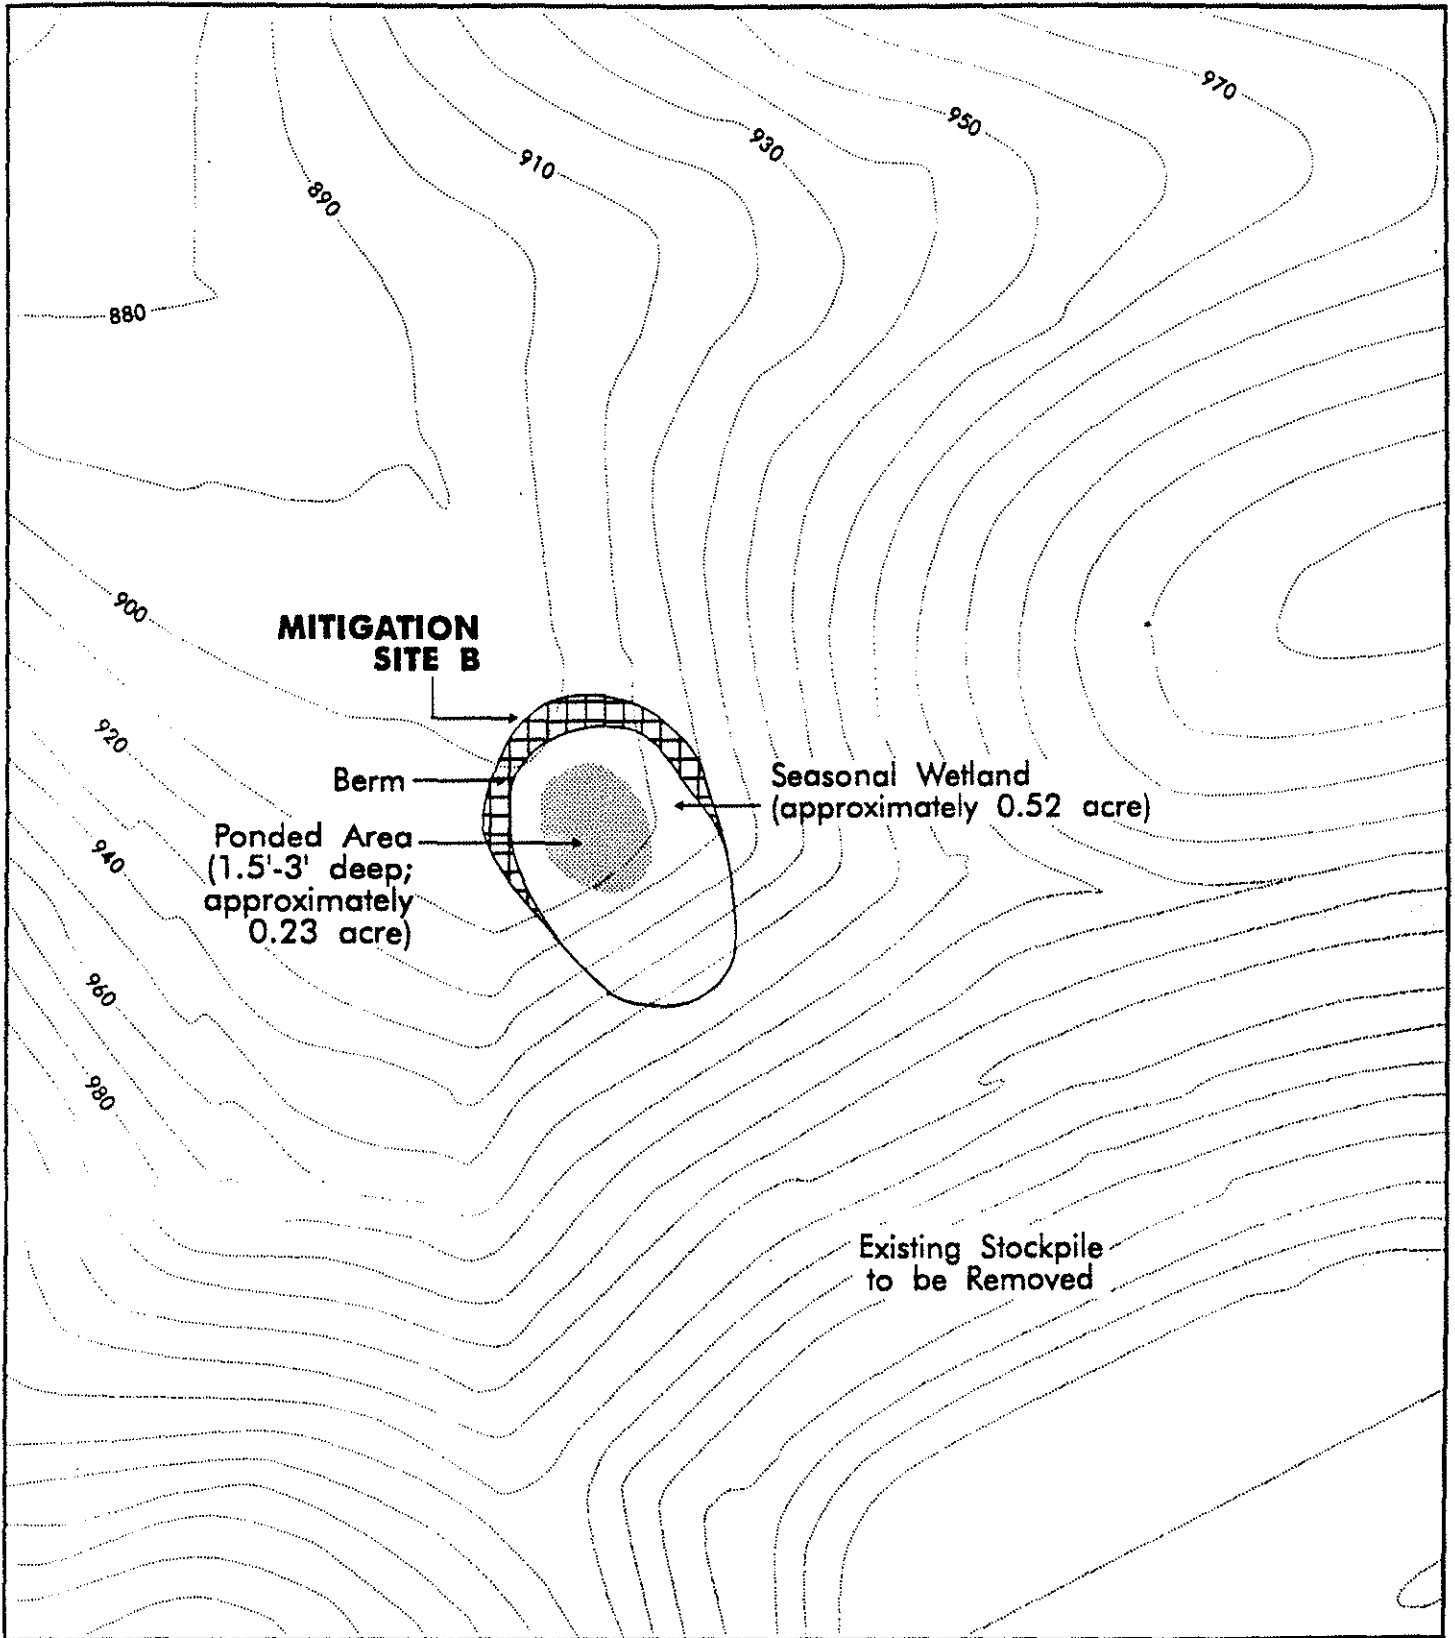 970
950
930
910
890
880
900
MITIGATION
SITE B
920
Berm
Seasonal Wetland
(approximately 0.52 acre)
Ponded Area
(1.5'-3' deep;
approximately
0.23 acre)
940
960
980
Existing Stockpile
to be Removed